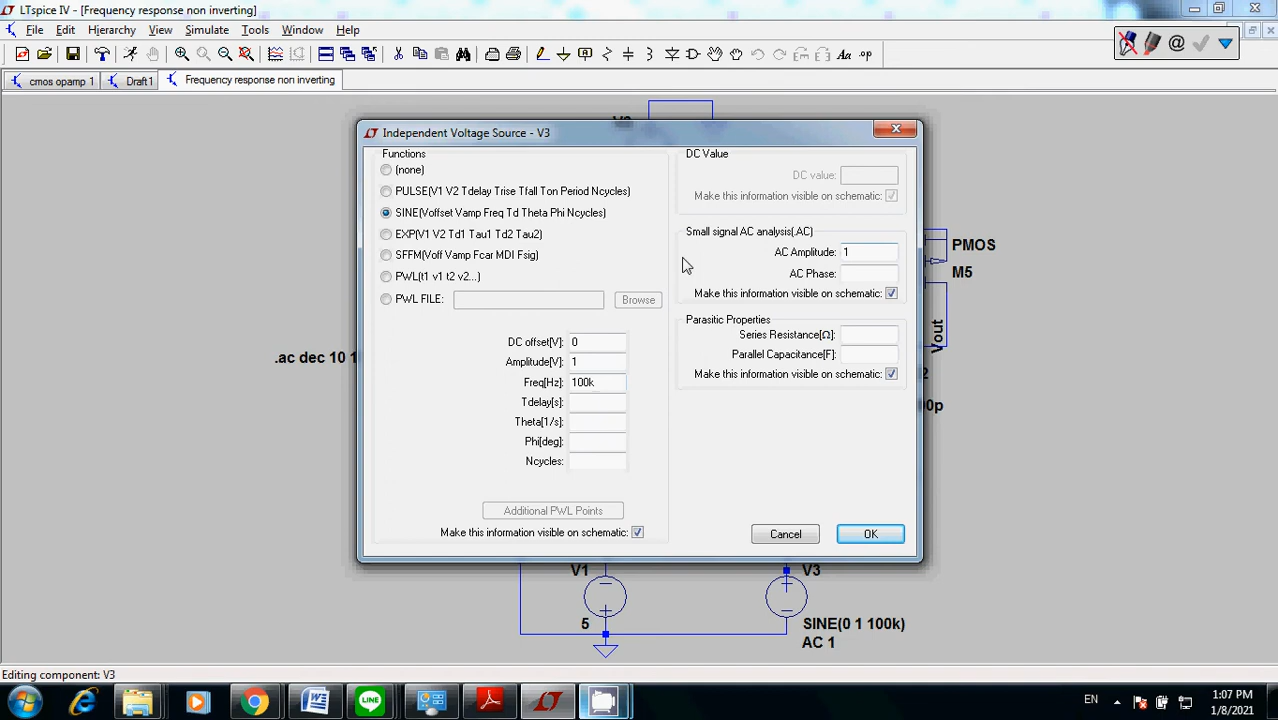 LTspice IV - [Frequency response non inverting]
File Edit Hierarchy View Simulate Tools Window Help
cmos opamp 1 Draft1 Frequency response non inverting
Independent Voltage Source - V3
Functions
(none)
PULSE(V1 V2 Tdelay Trise Tfall Ton Period Ncycles)
SINE(Voffset Vamp Freq Td Theta Phi Ncycles)
EXP(V1 V2 Td1 Tau1 Td2 Tau2)
SFFM(Voff Vamp Fcar MDI Fsig)
PWL(t1 v1 t2 v2...)
PWL FILE: Browse
DC offset[V]: 0
Amplitude[V]: 1
Freq[Hz]: 100k
Tdelay[s]:
Theta[1/s]:
Phi[deg]:
Ncycles:
Additional PWL Points
Make this information visible on schematic:
DC Value
DC value:
Make this information visible on schematic:
Small signal AC analysis(.AC)
AC Amplitude: 1
AC Phase:
Make this information visible on schematic:
Parasitic Properties
Series Resistance[Ω]:
Parallel Capacitance[F]:
Make this information visible on schematic:
Cancel OK
PMOS
M5
Vout
.ac dec 10 1
V1
5
V3
SINE(0 1 100k)
AC 1
Editing component: V3
EN
1:07 PM
1/8/2021